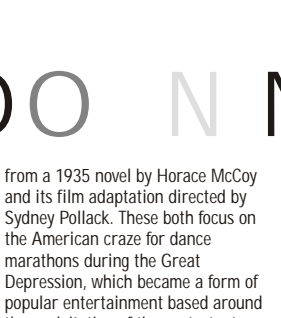 O N
from a 1935 novel by Horace McCoy
and its film adaptation directed by
Sydney Pollack. These both focus on
the American craze for dance
marathons during the Great
Depression, which became a form of
popular entertainment based around